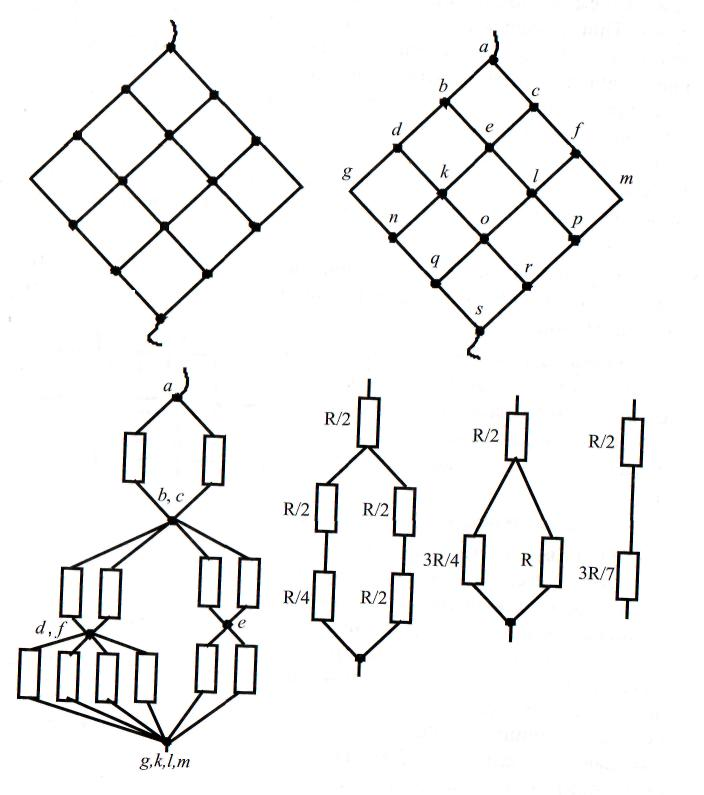 a
b
c
d
e
f
g
k
l
m
n
o
p
q
r
s
a
b, c
d, f
e
g,k,l,m
R/2
R/2
R/2
R/4
R/2
R/2
3R/4
R
R/2
3R/7